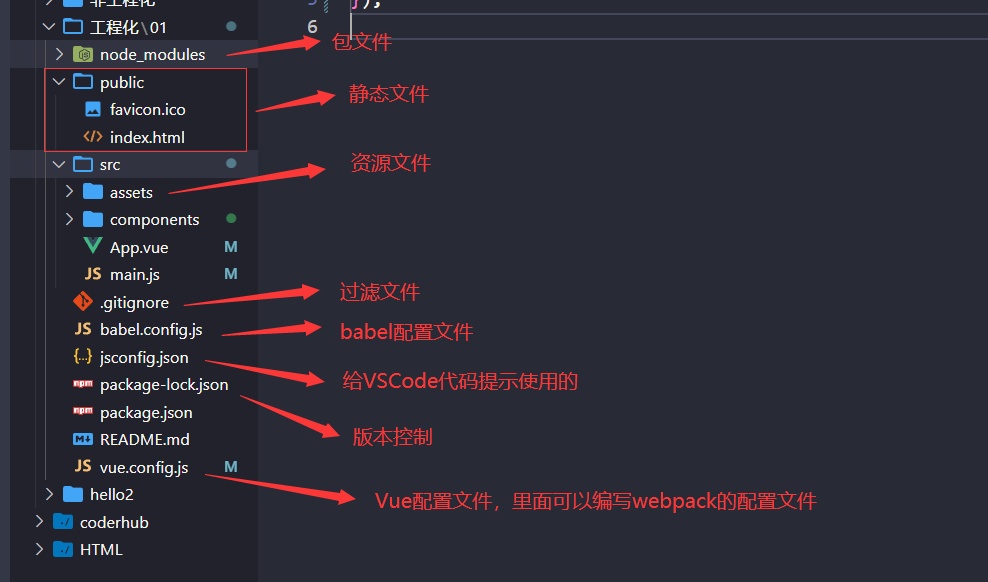 非工程化
工程化\01
6
});
node_modules
包文件
public
静态文件
favicon.ico
index.html
src
资源文件
assets
components
App.vue M
JS main.js M
.gitignore
过滤文件
JS babel.config.js
babel配置文件
{..} jsconfig.json
给VSCode代码提示使用的
npm package-lock.json
npm package.json
版本控制
README.md
JS vue.config.js M
Vue配置文件，里面可以编写webpack的配置文件
hello2
coderhub
HTML